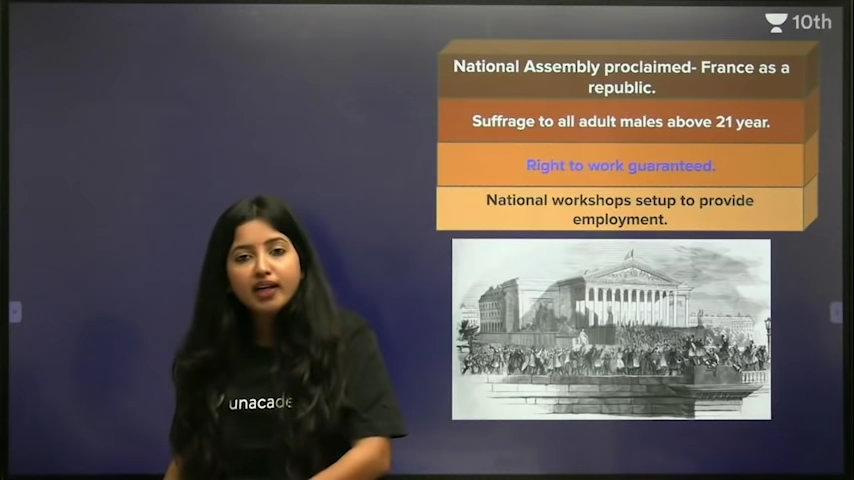 10th
National Assembly proclaimed- France as a
republic.
Suffrage to all adult males above 21 year.
Right to work guaranteed.
National workshops setup to provide
employment.
unacade